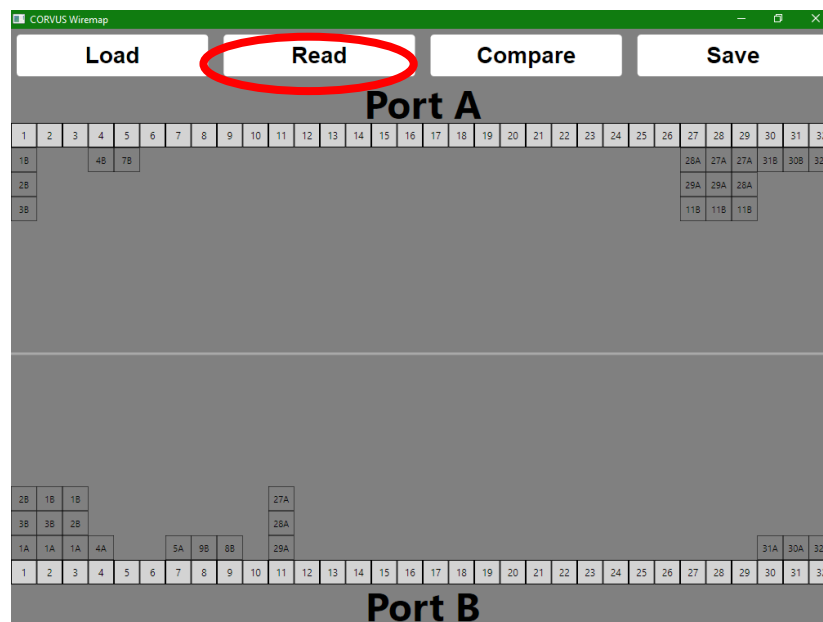 CORVUS Wiremap
Load Read Compare Save
Port A
1 2 3 4 5 6 7 8 9 10 11 12 13 14 15 16 17 18 19 20 21 22 23 24 25 26 27 28 29 30 31
1B 4B 7B 28A 27A 27A 31B 30B 32
2B 29A 29A 28A
3B 11B 11B 11B
2B 1B 1B 27A
3B 3B 2B 28A
1A 1A 1A 4A 5A 9B 8B 29A 31A 30A 32
1 2 3 4 5 6 7 8 9 10 11 12 13 14 15 16 17 18 19 20 21 22 23 24 25 26 27 28 29 30 31
Port B